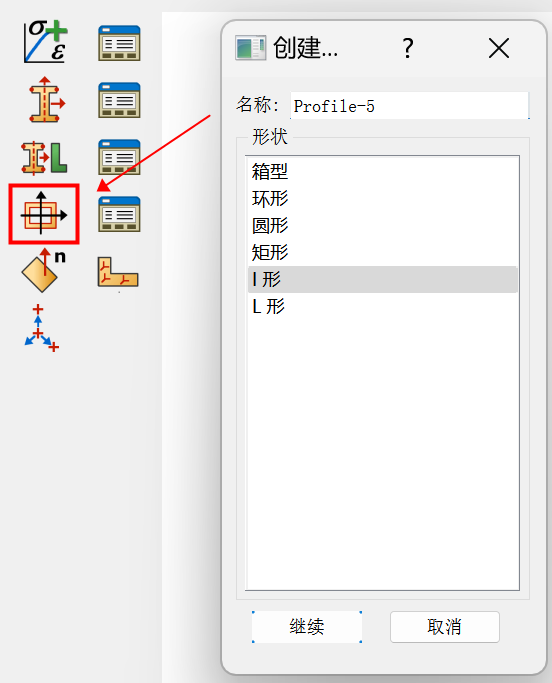 σ
ε
n
创建... ?
名称: Profile-5
形状
箱型
环形
圆形
矩形
I 形
L 形
继续 取消